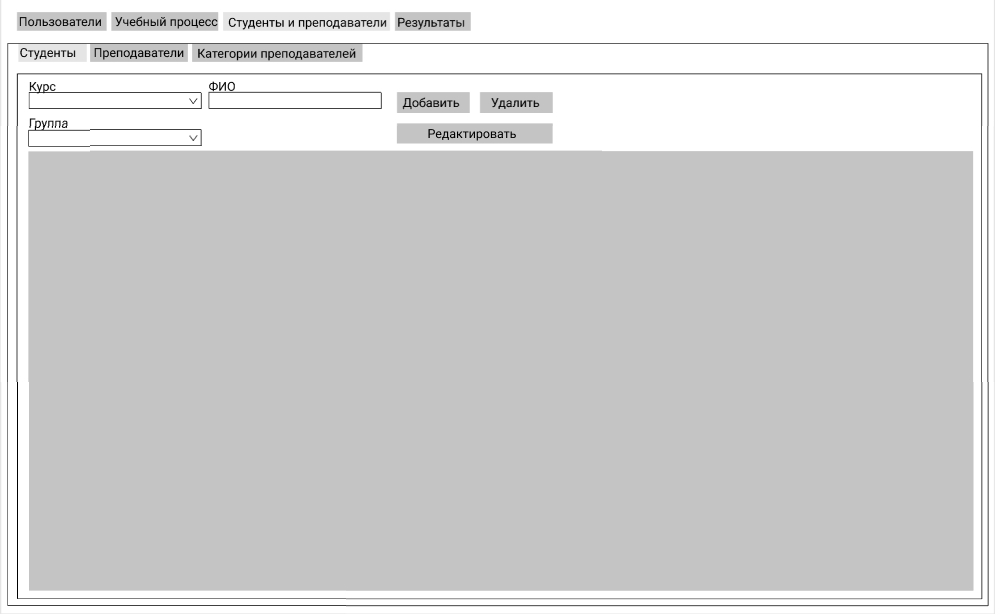 Пользователи Учебный процесс Студенты и преподаватели Результаты
Студенты Преподаватели Категории преподавателей
Курс ФИО
Добавить Удалить
Группа
Редактировать